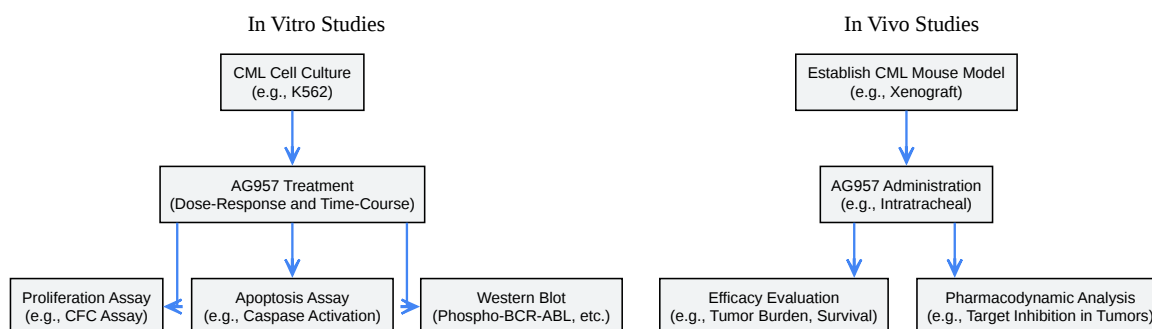 In Vitro Studies
CML Cell Culture
(e.g., K562)
AG957 Treatment
(Dose-Response and Time-Course)
Proliferation Assay
(e.g., CFC Assay)
Apoptosis Assay
(e.g., Caspase Activation)
Western Blot
(Phospho-BCR-ABL, etc.)
In Vivo Studies
Establish CML Mouse Model
(e.g., Xenograft)
AG957 Administration
(e.g., Intratracheal)
Efficacy Evaluation
(e.g., Tumor Burden, Survival)
Pharmacodynamic Analysis
(e.g., Target Inhibition in Tumors)